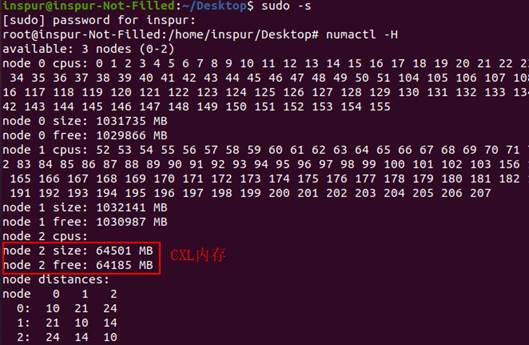 inspur@inspur-Not-Filled:~/Desktop$ sudo -s
[sudo] password for inspur:
root@inspur-Not-Filled:/home/inspur/Desktop# numactl -H
available: 3 nodes (0-2)
node 0 cpus: 0 1 2 3 4 5 6 7 8 9 10 11 12 13 14 15 16 17 18 19 20 21 22
34 35 36 37 38 39 40 41 42 43 44 45 46 47 48 49 50 51 104 105 106 107
16 117 118 119 120 121 122 123 124 125 126 127 128 129 130 131 132 133
42 143 144 145 146 147 148 149 150 151 152 153 154 155
node 0 size: 1031735 MB
node 0 free: 1029866 MB
node 1 cpus: 52 53 54 55 56 57 58 59 60 61 62 63 64 65 66 67 68 69 70 71
2 83 84 85 86 87 88 89 90 91 92 93 94 95 96 97 98 99 100 101 102 103 156
165 166 167 168 169 170 171 172 173 174 175 176 177 178 179 180 181 182
191 192 193 194 195 196 197 198 199 200 201 202 203 204 205 206 207
node 1 size: 1032141 MB
node 1 free: 1030987 MB
node 2 cpus:
node 2 size: 64501 MB
node 2 free: 64185 MB
CXL内存
node distances:
node 0 1 2
0: 10 21 24
1: 21 10 14
2: 24 14 10